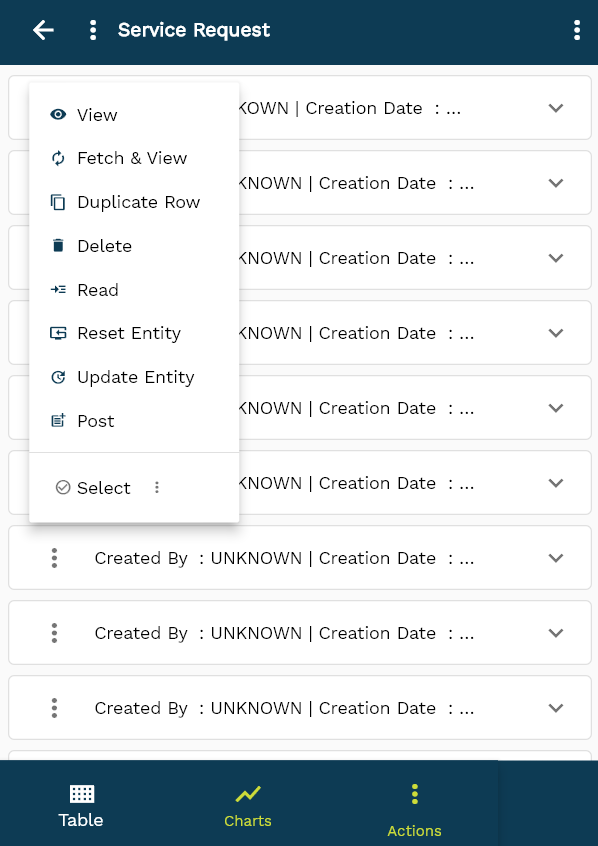 Service Request
View
KOWN | Creation Date : ...
Fetch & View
KNOWN | Creation Date : ...
Duplicate Row
Delete
KNOWN | Creation Date : ...
Read
Reset Entity
KNOWN | Creation Date : ...
Update Entity
KNOWN | Creation Date : ...
Post
Select
KNOWN | Creation Date : ...
Created By : UNKNOWN | Creation Date : ...
Created By : UNKNOWN | Creation Date : ...
Created By : UNKNOWN | Creation Date : ...
Table
Charts
Actions